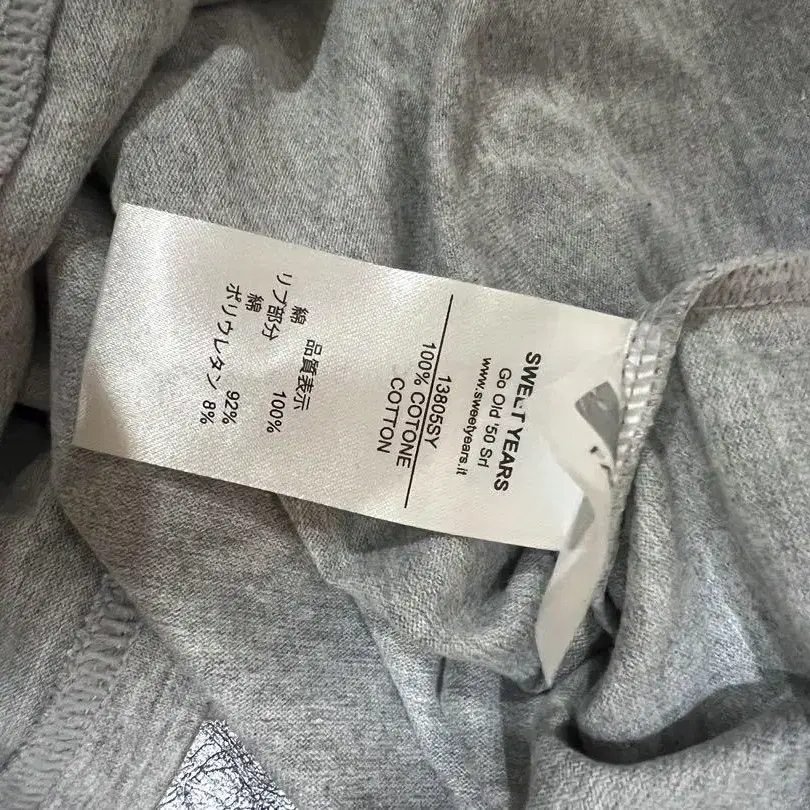 SWEET YEARS
Go Old '50 Srl
www.sweetyears.it
13805SY
100% COTONE
COTTON
品質表示
綿 100%
リブ部分
綿 92%
ポリウレタン 8%